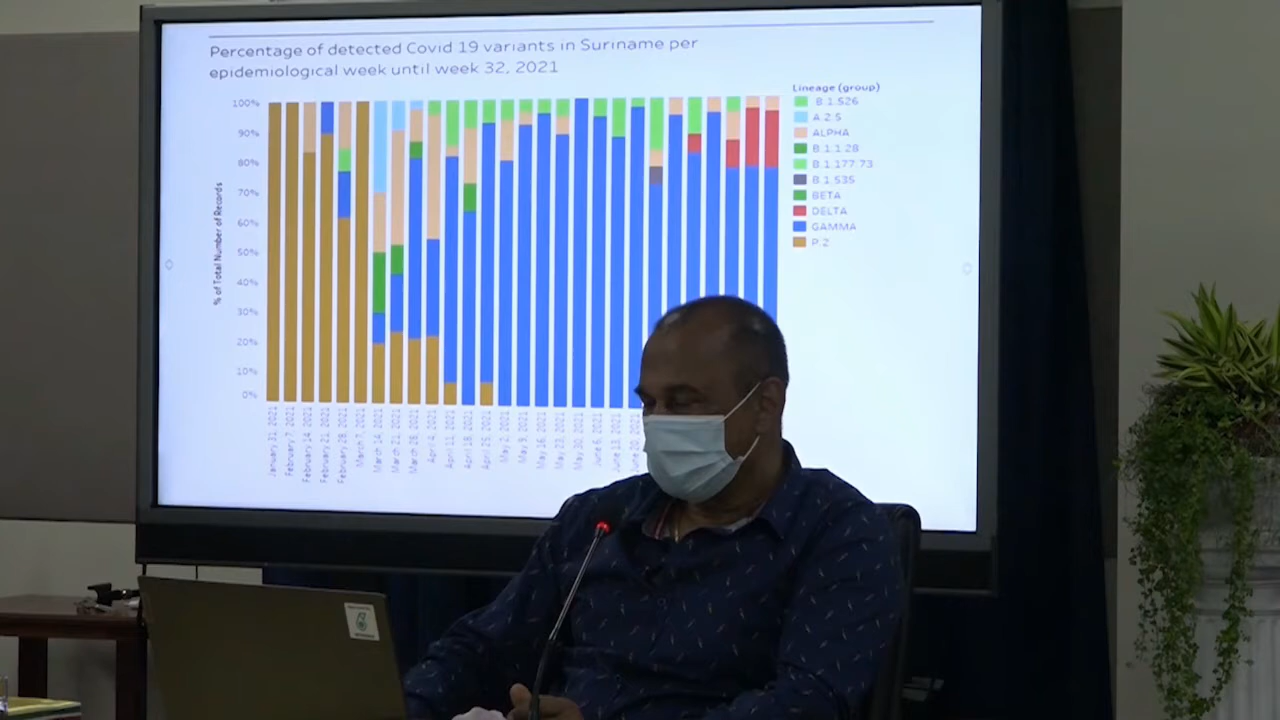 Percentage of detected Covid 19 variants in Suriname per
epidemiological week until week 32, 2021
Lineage (group)
B.1.526
A.2.5
ALPHA
B.1.1.28
B.1.177.73
B.1.535
BETA
DELTA
GAMMA
P.2
% of Total Number of Records
100%
90%
80%
70%
60%
50%
40%
30%
20%
10%
0%
January 31, 2021
February 7, 2021
February 14, 2021
February 21, 2021
February 28, 2021
March 7, 2021
March 14, 2021
March 21, 2021
March 28, 2021
April 4, 2021
April 11, 2021
April 18, 2021
April 25, 2021
May 2, 2021
May 9, 2021
May 16, 2021
May 23, 2021
May 30, 2021
June 6, 2021
June 13, 2021
June 20, 2021